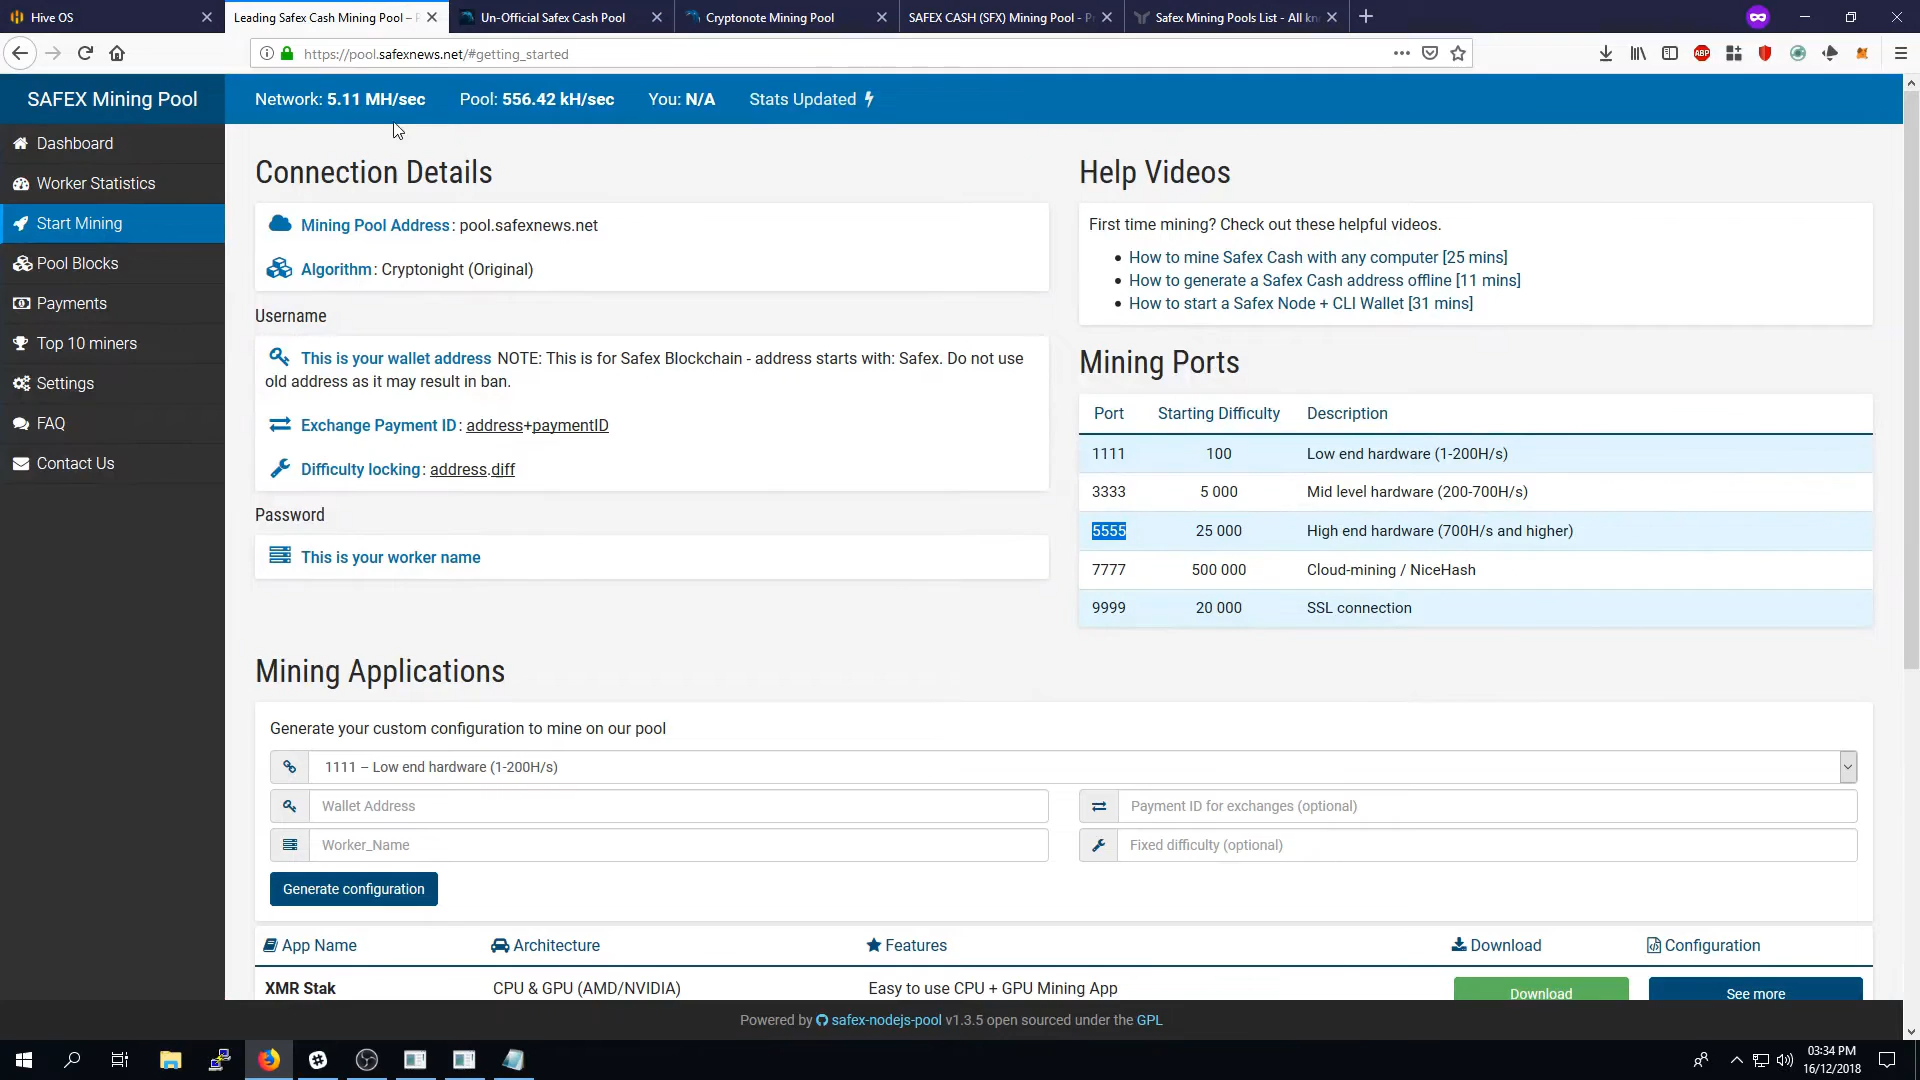 Hive OS
Leading Safex Cash Mining Pool –
Un-Official Safex Cash Pool
Cryptonote Mining Pool
SAFEX CASH (SFX) Mining Pool -
Safex Mining Pools List - All kn
https://pool.safexnews.net/#getting_started
ABP
SAFEX Mining Pool
Network: 5.11 MH/sec
Pool: 556.42 kH/sec
You: N/A
Stats Updated
Dashboard
Worker Statistics
Start Mining
Pool Blocks
Payments
Top 10 miners
Settings
FAQ
Contact Us
Connection Details
Mining Pool Address: pool.safexnews.net
Algorithm: Cryptonight (Original)
Username
This is your wallet address NOTE: This is for Safex Blockchain - address starts with: Safex. Do not use
old address as it may result in ban.
Exchange Payment ID: address+paymentID
Difficulty locking: address.diff
Password
This is your worker name
Help Videos
First time mining? Check out these helpful videos.
How to mine Safex Cash with any computer [25 mins]
How to generate a Safex Cash address offline [11 mins]
How to start a Safex Node + CLI Wallet [31 mins]
Mining Ports
Port Starting Difficulty Description
1111 100 Low end hardware (1-200H/s)
3333 5 000 Mid level hardware (200-700H/s)
5555 25 000 High end hardware (700H/s and higher)
7777 500 000 Cloud-mining / NiceHash
9999 20 000 SSL connection
Mining Applications
Generate your custom configuration to mine on our pool
1111 – Low end hardware (1-200H/s)
Wallet Address
Payment ID for exchanges (optional)
Worker_Name
Fixed difficulty (optional)
Generate configuration
App Name Architecture Features Download Configuration
XMR Stak CPU & GPU (AMD/NVIDIA) Easy to use CPU + GPU Mining App Download See more
Powered by safex-nodejs-pool v1.3.5 open sourced under the GPL
03:34 PM
16/12/2018